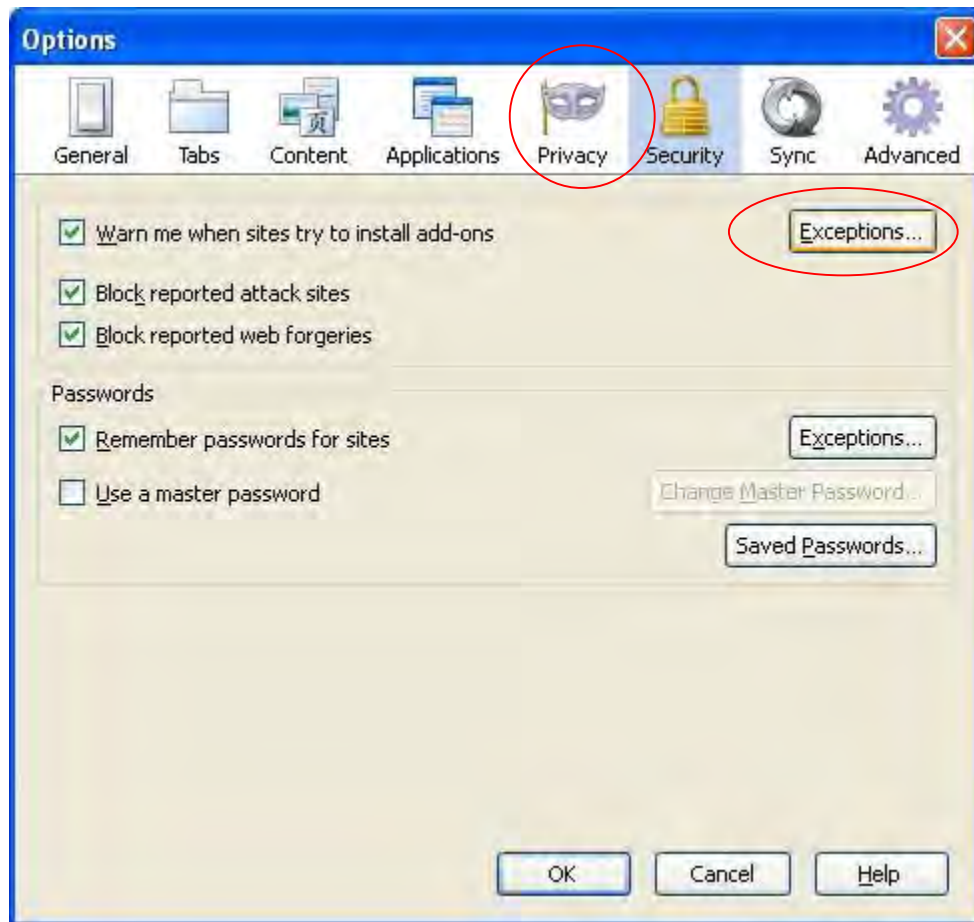 Options
General Tabs Content Applications Privacy Security Sync Advanced
Warn me when sites try to install add-ons Exceptions...
Block reported attack sites
Block reported web forgeries
Passwords
Remember passwords for sites Exceptions...
Use a master password Change Master Password...
Saved Passwords...
OK Cancel Help